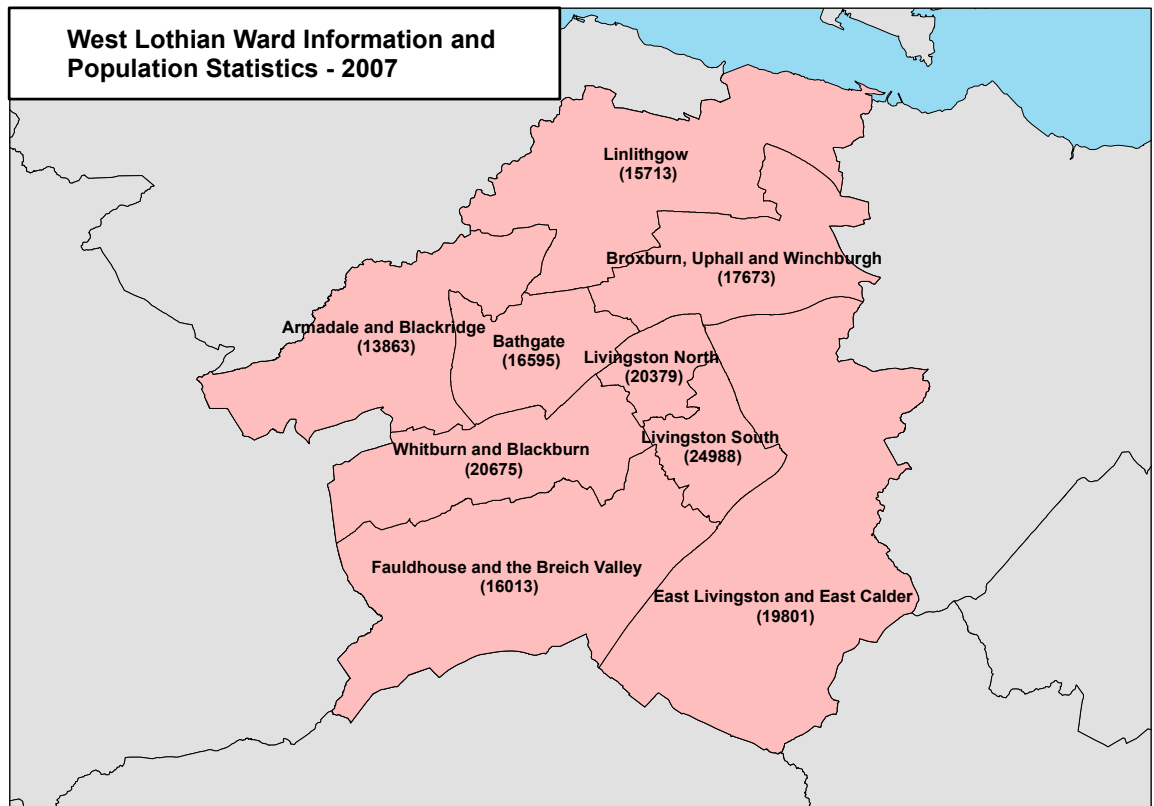 West Lothian Ward Information and
Population Statistics - 2007
Linlithgow
(15713)
Broxburn, Uphall and Winchburgh
(17673)
Armadale and Blackridge
(13863)
Bathgate
(16595)
Livingston North
(20379)
Livingston South
(24988)
Whitburn and Blackburn
(20675)
Fauldhouse and the Breich Valley
(16013)
East Livingston and East Calder
(19801)